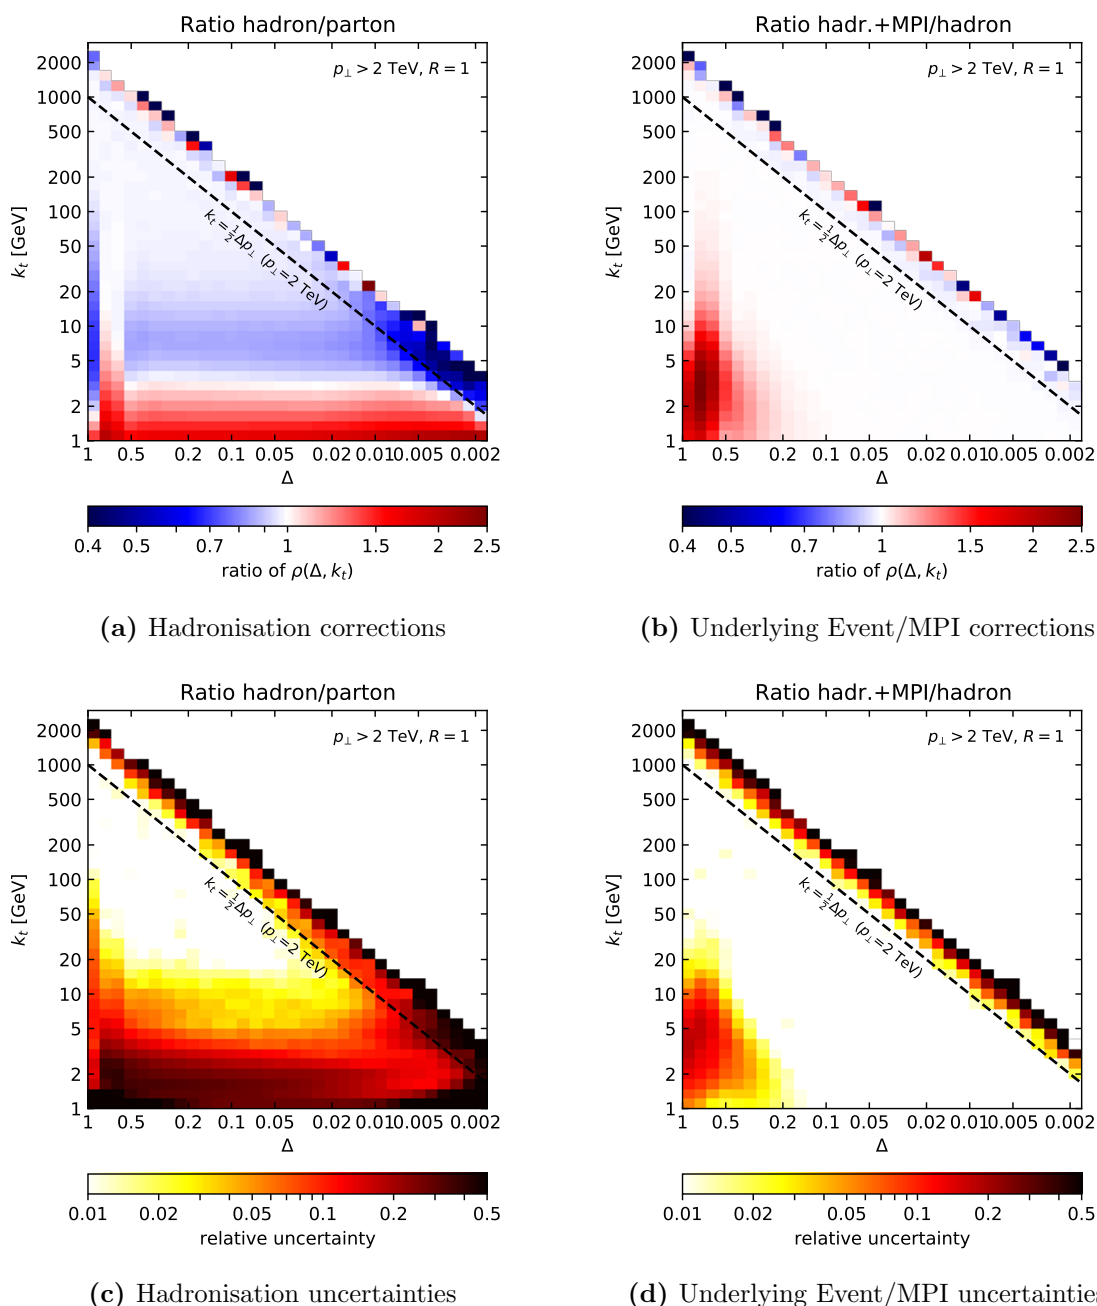 Ratio hadron/parton
p⊥ > 2 TeV, R = 1
2000
1000
500
200
100
50
20
10
5
2
1
kt [GeV]
kt = ½Δp⊥ (p⊥=2 TeV)
1 0.5 0.2 0.1 0.05 0.02 0.01 0.005 0.002
Δ
0.4 0.5 0.7 1 1.5 2 2.5
ratio of ρ(Δ, kt)
(a) Hadronisation corrections
Ratio hadr.+MPI/hadron
p⊥ > 2 TeV, R = 1
2000
1000
500
200
100
50
20
10
5
2
1
kt [GeV]
kt = ½Δp⊥ (p⊥=2 TeV)
1 0.5 0.2 0.1 0.05 0.02 0.01 0.005 0.002
Δ
0.4 0.5 0.7 1 1.5 2 2.5
ratio of ρ(Δ, kt)
(b) Underlying Event/MPI corrections
Ratio hadron/parton
p⊥ > 2 TeV, R = 1
2000
1000
500
200
100
50
20
10
5
2
1
kt [GeV]
kt = ½Δp⊥ (p⊥=2 TeV)
1 0.5 0.2 0.1 0.05 0.02 0.01 0.005 0.002
Δ
0.01 0.02 0.05 0.1 0.2 0.5
relative uncertainty
(c) Hadronisation uncertainties
Ratio hadr.+MPI/hadron
p⊥ > 2 TeV, R = 1
2000
1000
500
200
100
50
20
10
5
2
1
kt [GeV]
kt = ½Δp⊥ (p⊥=2 TeV)
1 0.5 0.2 0.1 0.05 0.02 0.01 0.005 0.002
Δ
0.01 0.02 0.05 0.1 0.2 0.5
relative uncertainty
(d) Underlying Event/MPI uncertainties